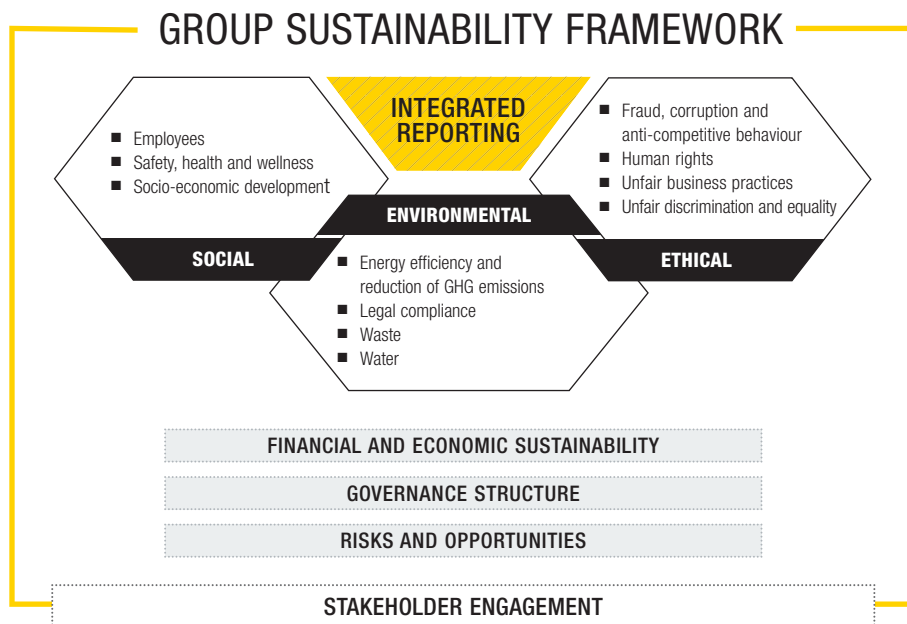 GROUP SUSTAINABILITY FRAMEWORK
INTEGRATED
REPORTING
■ Employees
■ Safety, health and wellness
■ Socio-economic development
SOCIAL
ENVIRONMENTAL
■ Energy efficiency and
reduction of GHG emissions
■ Legal compliance
■ Waste
■ Water
■ Fraud, corruption and
anti-competitive behaviour
■ Human rights
■ Unfair business practices
■ Unfair discrimination and equality
ETHICAL
FINANCIAL AND ECONOMIC SUSTAINABILITY
GOVERNANCE STRUCTURE
RISKS AND OPPORTUNITIES
STAKEHOLDER ENGAGEMENT